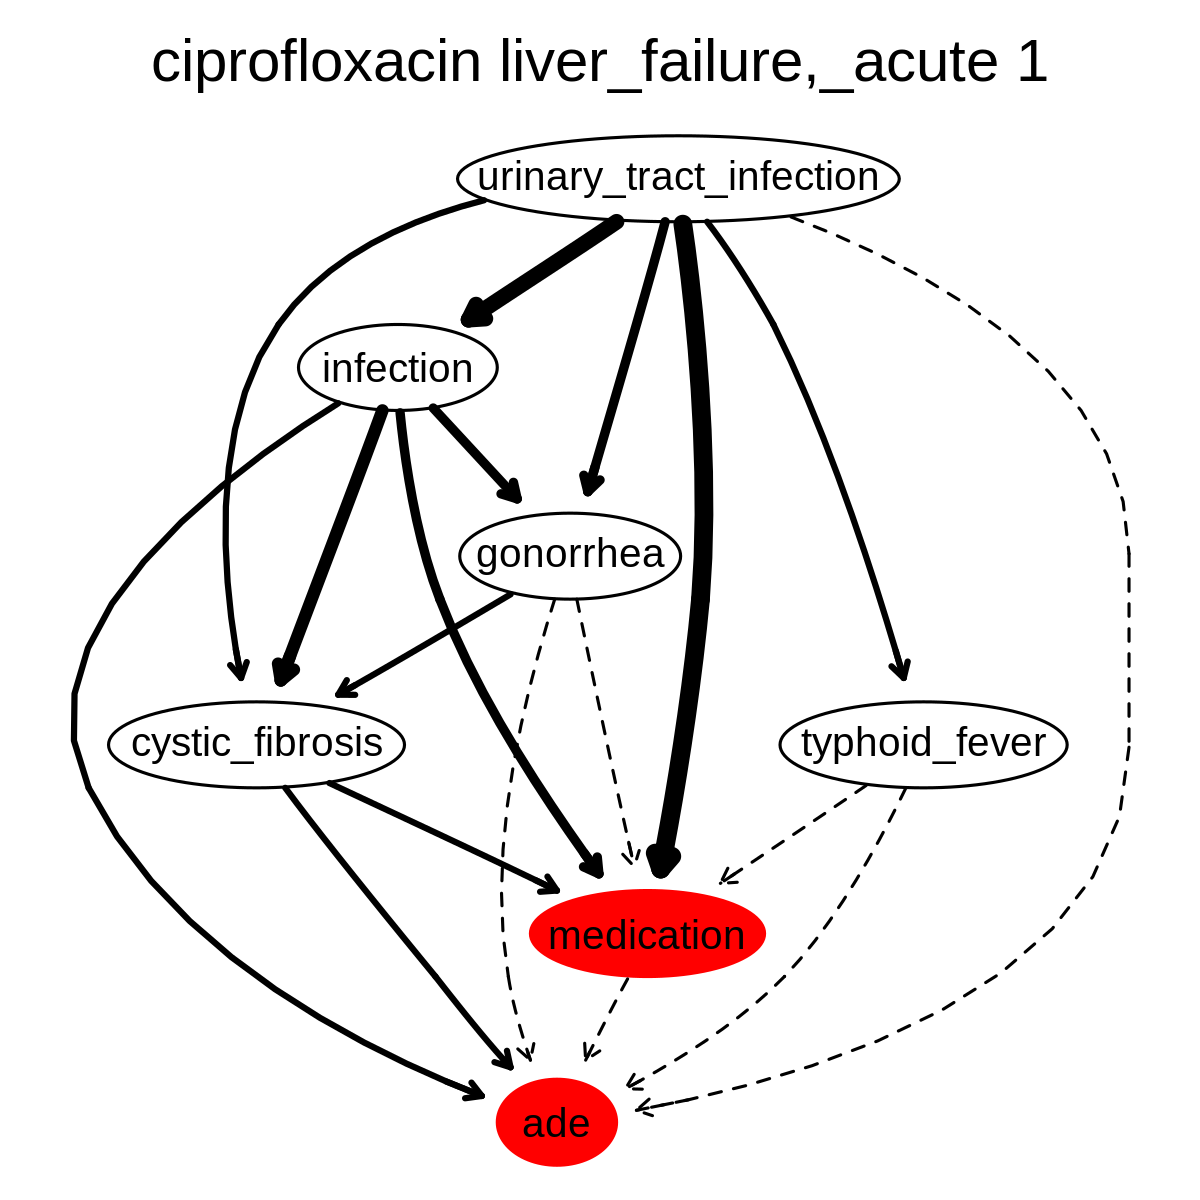 ciprofloxacin liver_failure,_acute 1
urinary_tract_infection
infection
gonorrhea
cystic_fibrosis
typhoid_fever
medication
ade